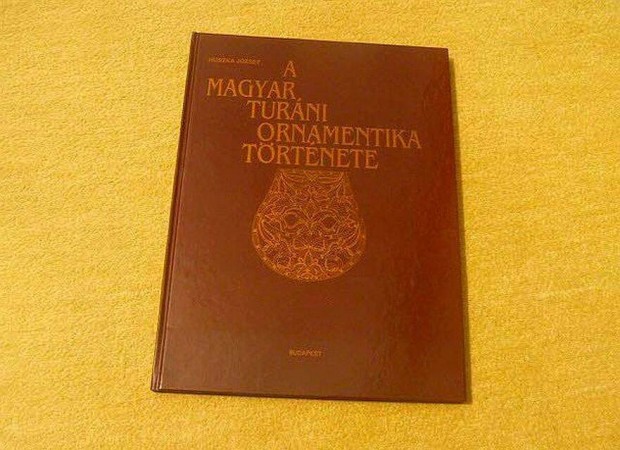 HUSZKA JÓZSEF
A
MAGYAR
TURÁNI
ORNAMENTIKA
TÖRTÉNETE
BUDAPEST